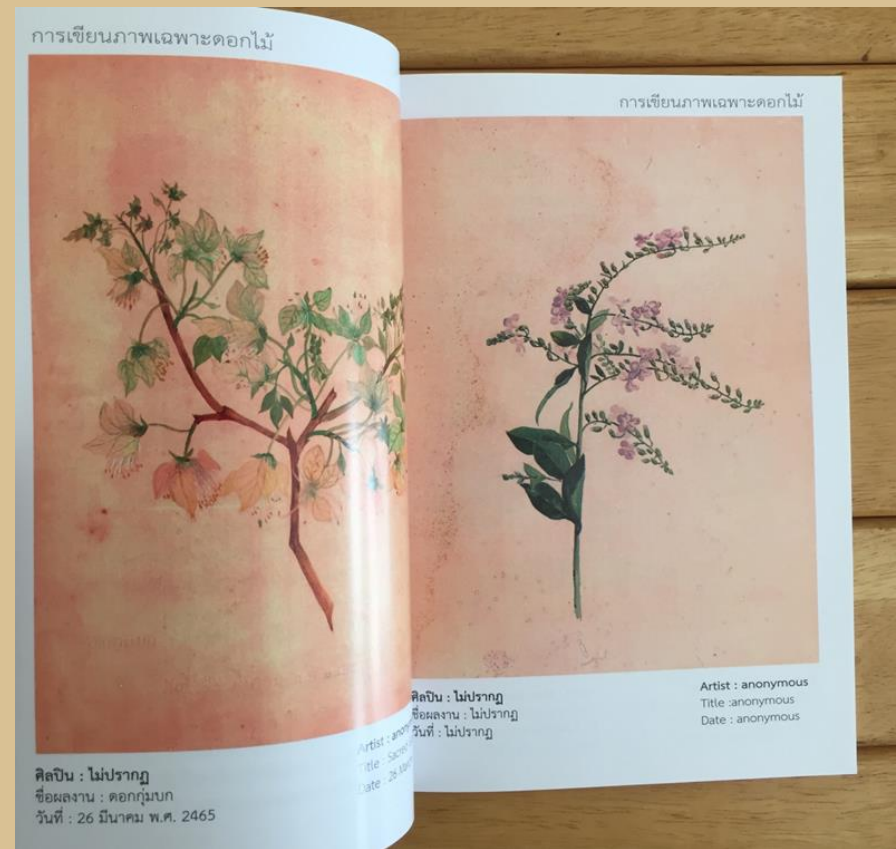 การเขียนภาพเฉพาะดอกไม้
ศิลปิน : ไม่ปรากฏ
ชื่อผลงาน : ดอกกุ่มบก
วันที่ : 26 มีนาคม พ.ศ. 2465
Artist :
Title :
Date : 26
การเขียนภาพเฉพาะดอกไม้
ศิลปิน : ไม่ปรากฏ
ชื่อผลงาน : ไม่ปรากฏ
วันที่ : ไม่ปรากฏ
Artist : anonymous
Title :anonymous
Date : anonymous